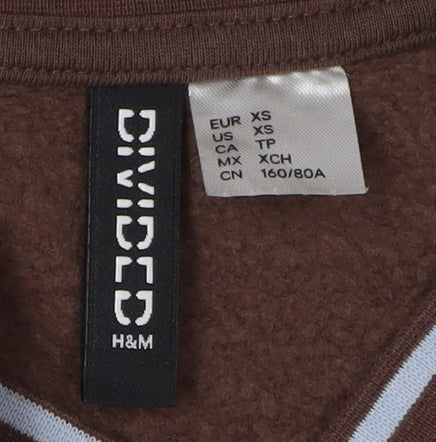 DIVIDED
H&M
EUR XS
US XS
CA TP
MX XCH
CN 160/80A